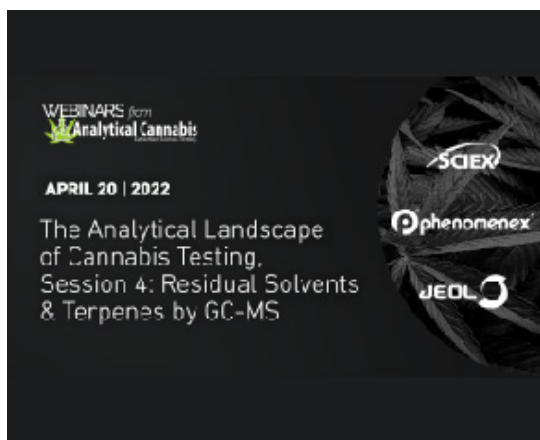 WEBINARS from
Analytical Cannabis
APRIL 20 | 2022
The Analytical Landscape
of Cannabis Testing,
Session 4: Residual Solvents
& Terpenes by GC-MS
SCIEX
phenomenex
JEOL